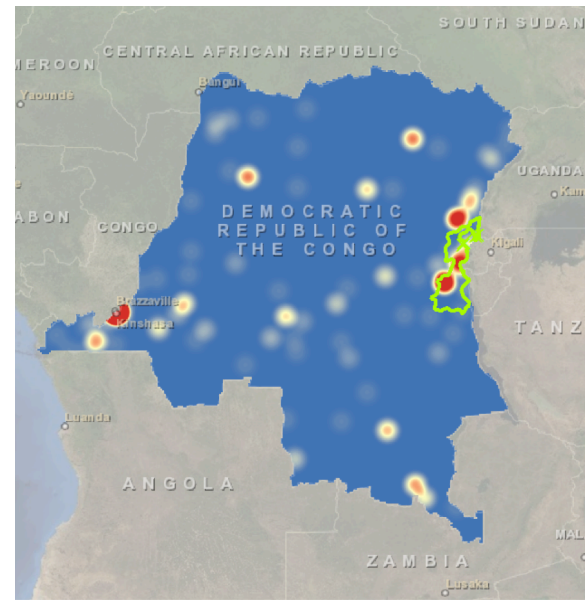 SOUTH SUDAN
CENTRAL AFRICAN REPUBLIC
MEROON
Bangui
Yaoundé
UGANDA
Kam
ABON
CONGO
DEMOCRATIC
REPUBLIC OF
THE CONGO
Kigali
Brazzaville
Kinshasa
TANZ
Luanda
ANGOLA
MAL
ZAMBIA
Lusaka